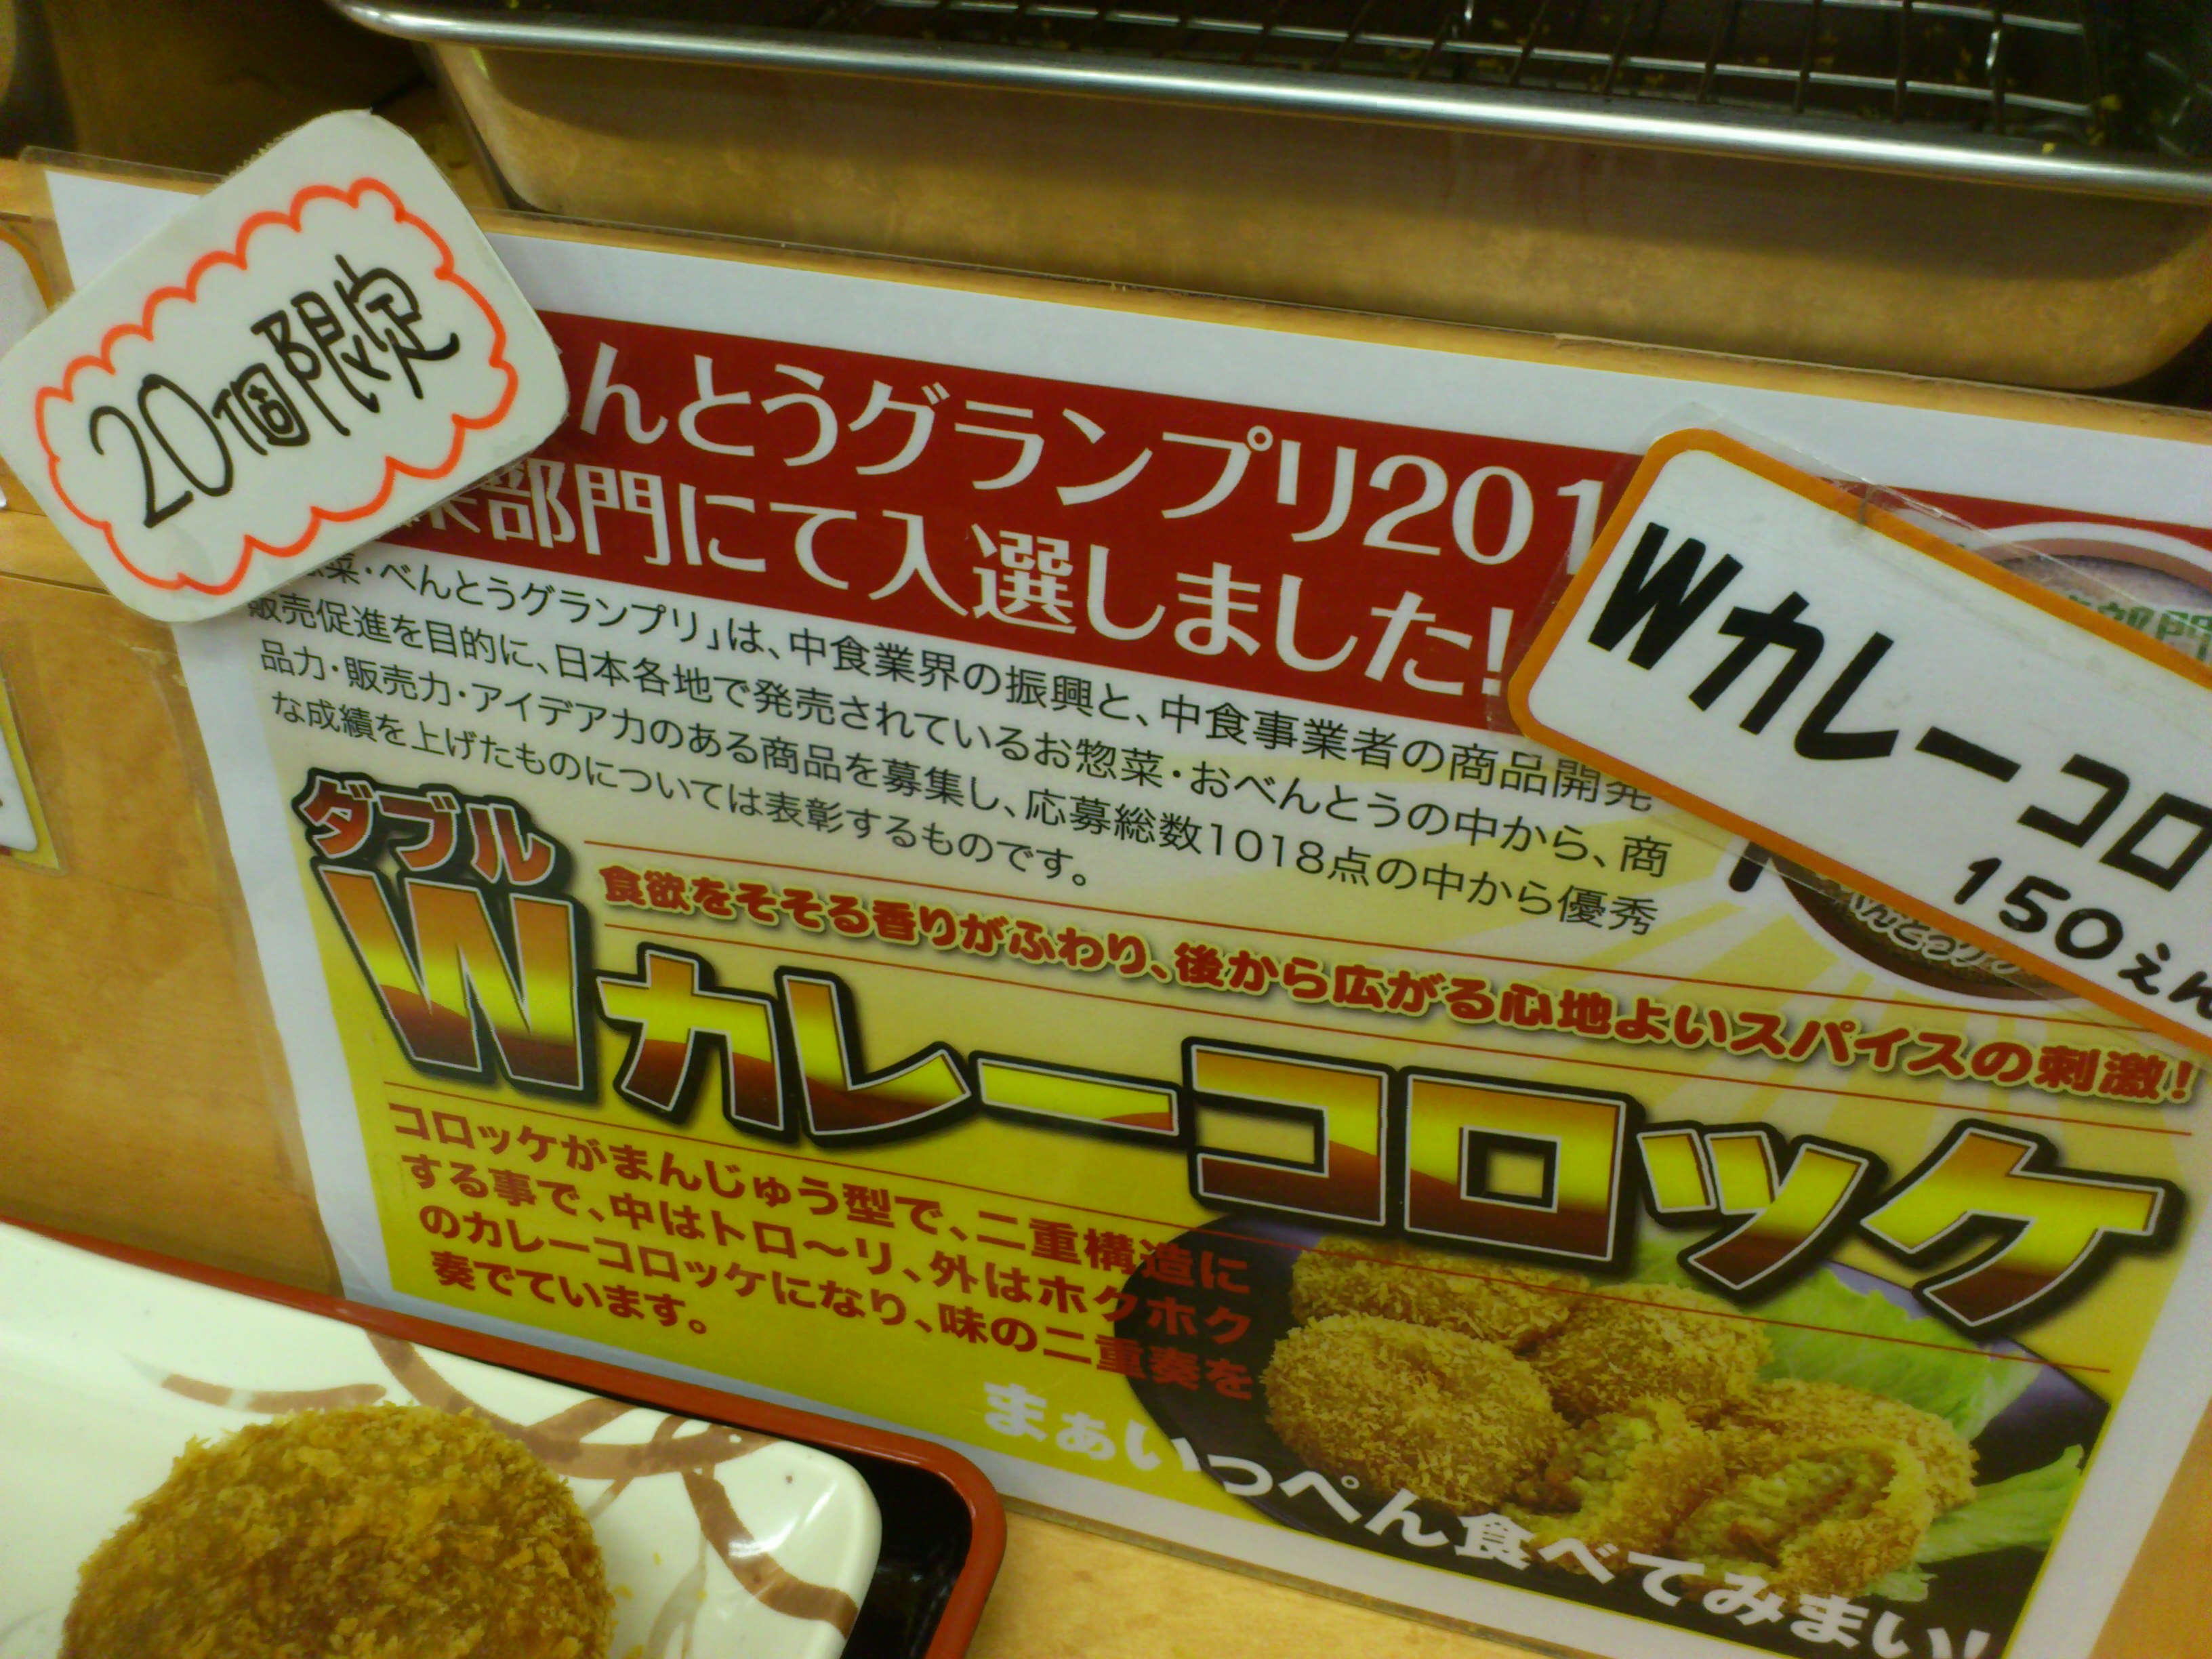 20個限定
べんとうグランプリ201
部門にて入選しました!
菜・べんとうグランプリ」は、中食業界の振興と、中食事業者の商品開発
販売促進を目的に、日本各地で発売されているお惣菜・おべんとうの中から、商
品力・販売力・アイデア力のある商品を募集し、応募総数1018点の中から優秀
な成績を上げたものについては表彰するものです。
Wカレーコロ
150えん
食欲をそそる香りがふわり、後から広がる心地よいスパイスの刺激!
ダブル
Wカレーコロッケ
コロッケがまんじゅう型で、二重構造に
する事で、中はトロ〜リ、外はホクホク
のカレーコロッケになり、味の二重奏を
奏でています。
まぁいっぺん食べてみまい!